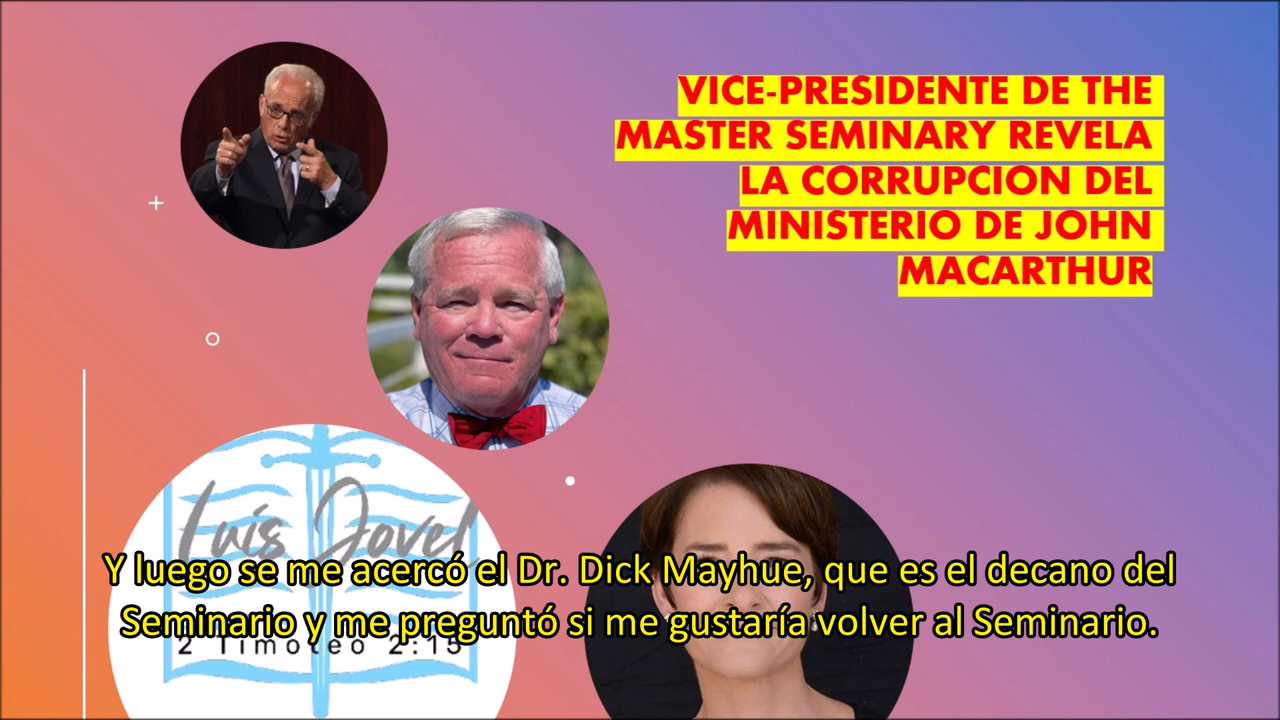 VICE-PRESIDENTE DE THE
MASTER SEMINARY REVELA
LA CORRUPCION DEL
MINISTERIO DE JOHN
MACARTHUR
Luis Jovel
Y luego se me acercó el Dr. Dick Mayhue, que es el decano del
Seminario y me preguntó si me gustaría volver al Seminario.
2 Timoteo 2:15